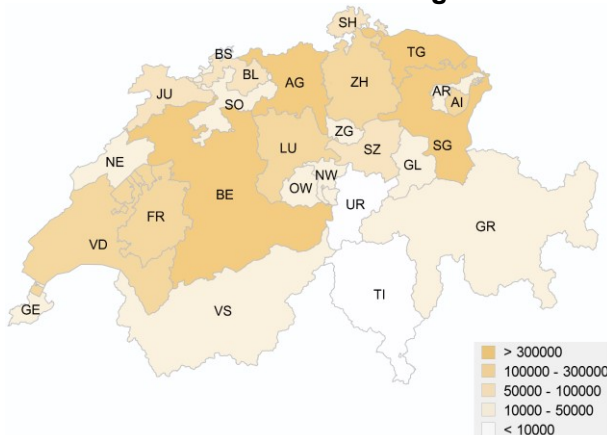 SH
TG
BS
BL
AG
ZH
AR
AI
JU
SO
ZG
SG
NE
LU
SZ
GL
NW
OW
BE
UR
FR
GR
VD
TI
GE
VS
> 300000
100000 - 300000
50000 - 100000
10000 - 50000
< 10000